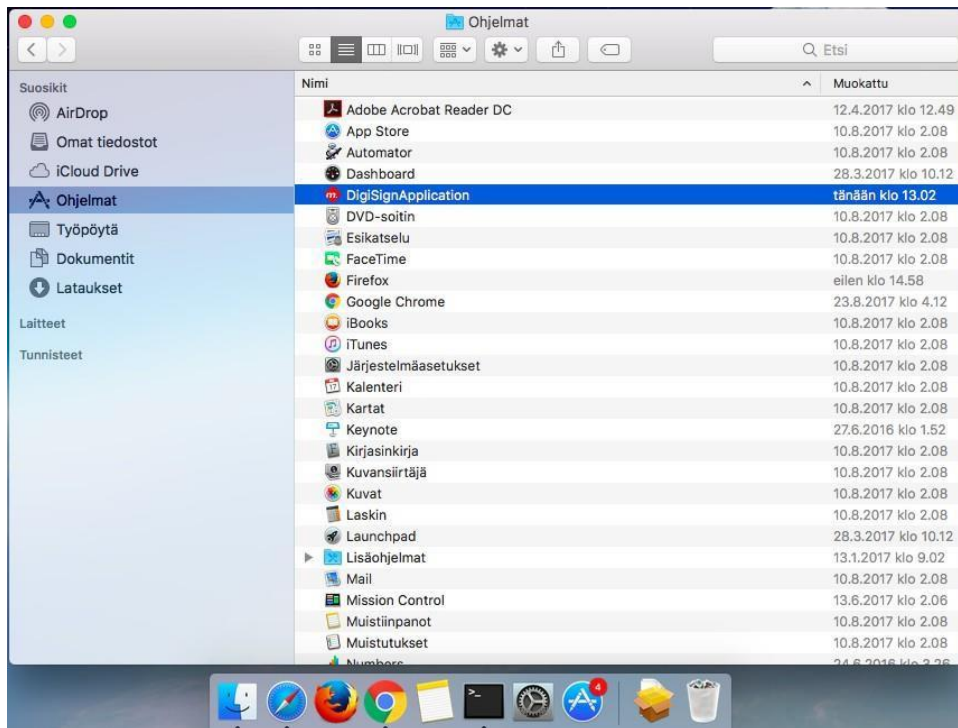 Ohjelmat
Etsi
Suosikit
AirDrop
Omat tiedostot
iCloud Drive
Ohjelmat
Työpöytä
Dokumentit
Lataukset
Laitteet
Tunnisteet
Nimi Muokattu
Adobe Acrobat Reader DC 12.4.2017 klo 12.49
App Store 10.8.2017 klo 2.08
Automator 10.8.2017 klo 2.08
Dashboard 28.3.2017 klo 10.12
m. DigiSignApplication tänään klo 13.02
DVD-soitin 10.8.2017 klo 2.08
Esikatselu 10.8.2017 klo 2.08
FaceTime 10.8.2017 klo 2.08
Firefox eilen klo 14.58
Google Chrome 23.8.2017 klo 4.12
iBooks 10.8.2017 klo 2.08
iTunes 10.8.2017 klo 2.08
Järjestelmäasetukset 10.8.2017 klo 2.08
17 Kalenteri 10.8.2017 klo 2.08
Kartat 10.8.2017 klo 2.08
Keynote 27.6.2016 klo 1.52
Kirjasinkirja 10.8.2017 klo 2.08
Kuvansiirtäjä 10.8.2017 klo 2.08
Kuvat 10.8.2017 klo 2.08
Laskin 10.8.2017 klo 2.08
Launchpad 28.3.2017 klo 10.12
Lisäohjelmat 13.1.2017 klo 9.02
Mail 10.8.2017 klo 2.08
Mission Control 13.6.2017 klo 2.06
Muistiinpanot 10.8.2017 klo 2.08
Muistutukset 10.8.2017 klo 2.08
Numbers 24.6.2016 klo 3.26
>_
4